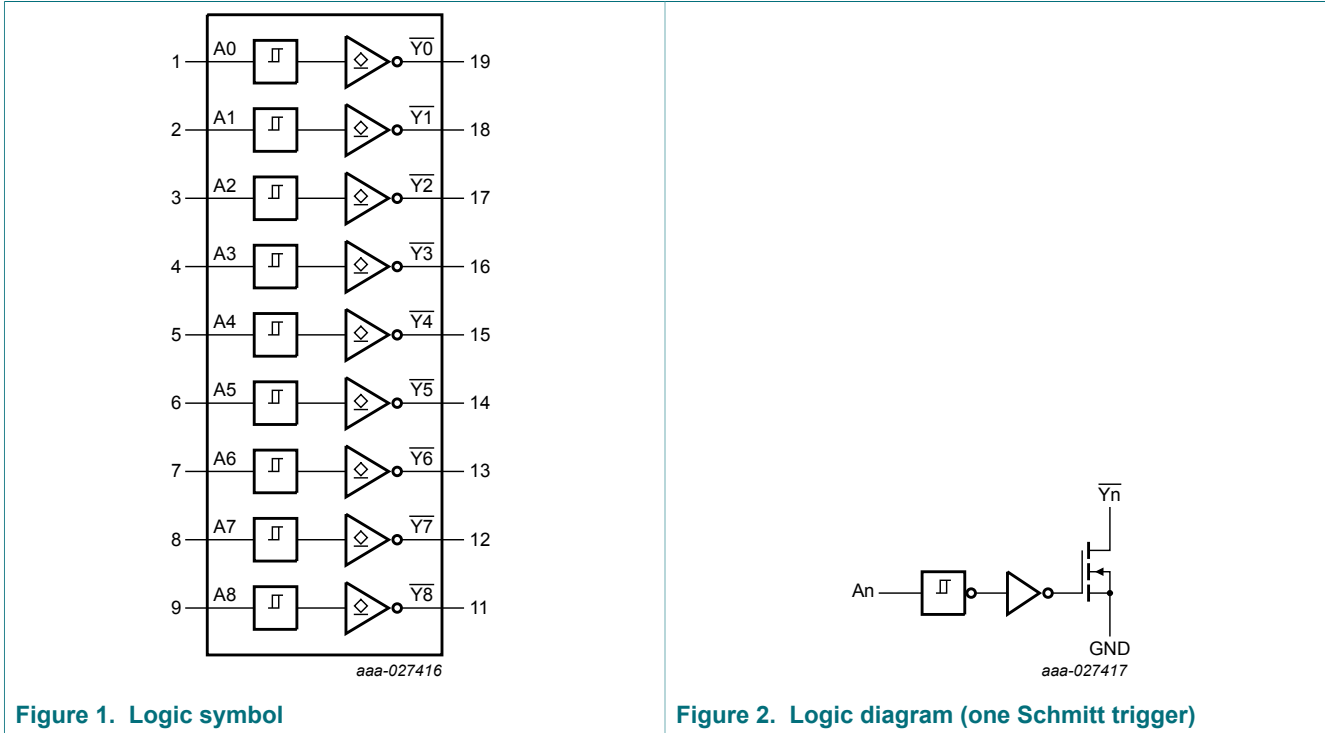 1 A0 Y0 19
2 A1 Y1 18
3 A2 Y2 17
4 A3 Y3 16
5 A4 Y4 15
6 A5 Y5 14
7 A6 Y6 13
8 A7 Y7 12
9 A8 Y8 11
aaa-027416
Figure 1. Logic symbol
Yn
An
GND
aaa-027417
Figure 2. Logic diagram (one Schmitt trigger)